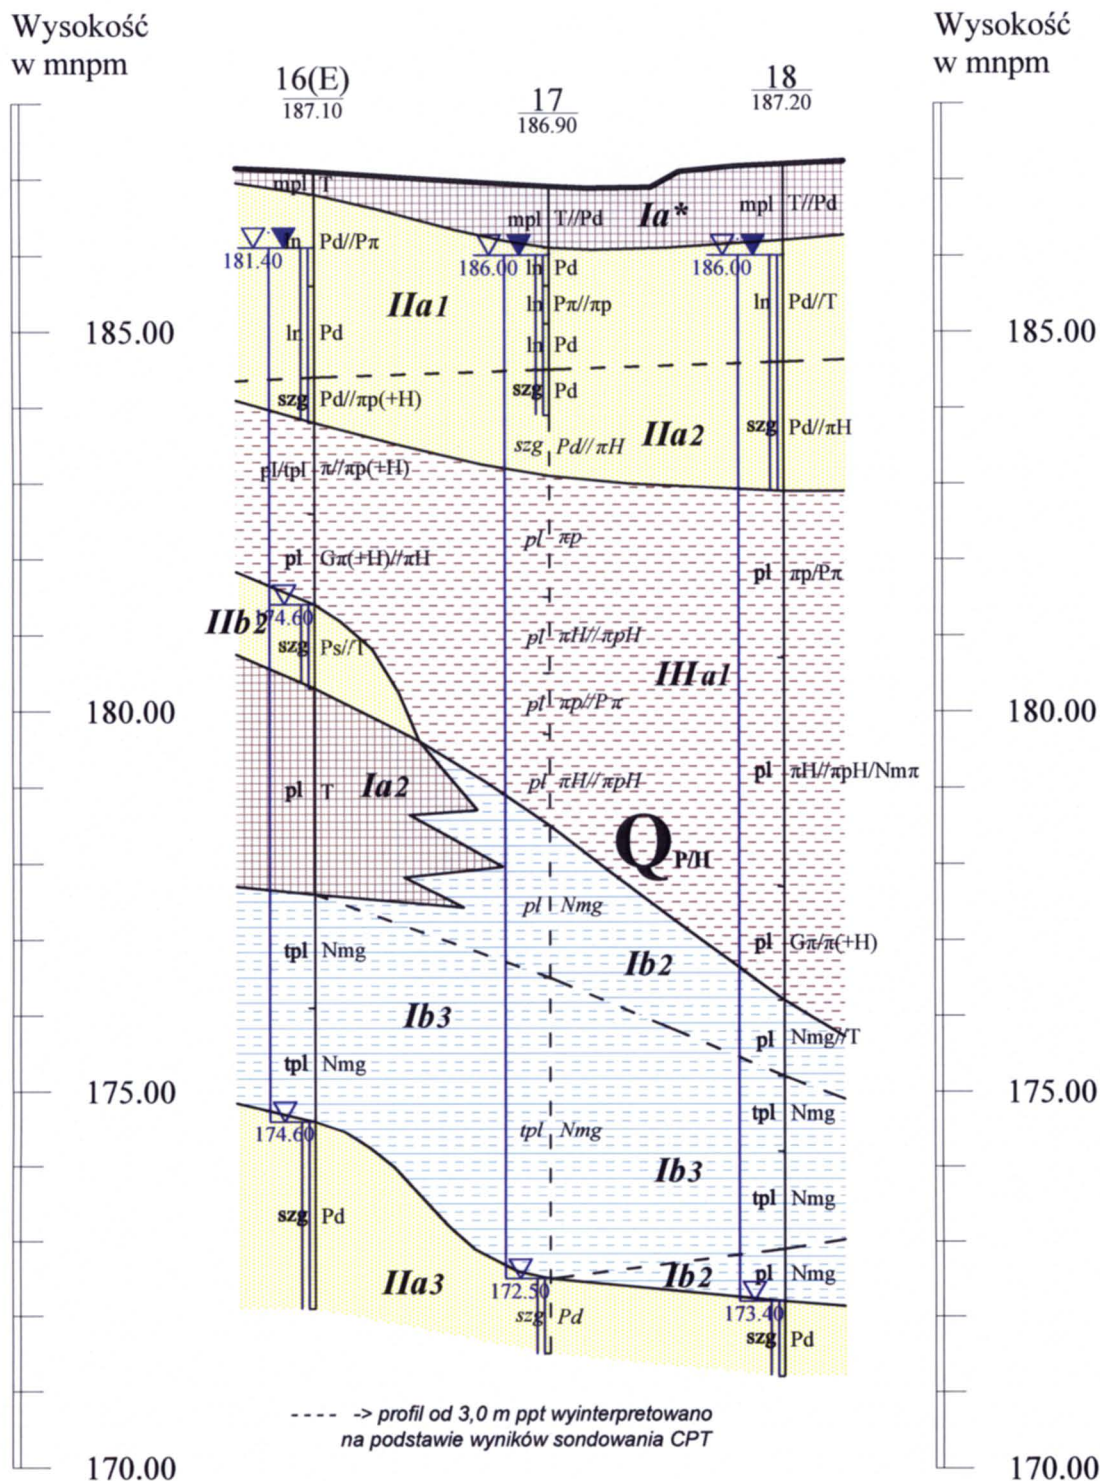 Wysokość
w mnpm
Wysokość
w mnpm
16(E)
187.10
17
186.90
18
187.20
mpl T
mpl T//Pd
Ia*
mpl T//Pd
ln Pd//Pπ
181.40
186.00
186.00
ln Pd
IIa1
ln Pπ//πp
ln Pd//T
185.00
ln Pd
ln Pd
185.00
szg Pd
szg Pd//πp(+H)
IIa2
szg Pd//πH
szg Pd//πH
pl/tpl π//πp(+H)
pl πp
pl Gπ(+H)//πH
pl πp/Pπ
174.60
IIb2
szg Ps//T
pl πH//πpH
IIIa1
pl πp//Pπ
180.00
180.00
pl πH//πpH
pl πH//πpH/Nmπ
pl T
Ia2
Q P/H
pl Nmg
pl Gπ/π(+H)
tpl Nmg
Ib2
Ib3
pl Nmg//T
tpl Nmg
175.00
175.00
tpl Nmg
174.60
tpl Nmg
Ib3
tpl Nmg
szg Pd
Ib2
pl Nmg
IIa3
172.50
173.40
szg Pd
szg Pd
---- -> profil od 3,0 m ppt wyinterpretowano
na podstawie wyników sondowania CPT
170.00
170.00